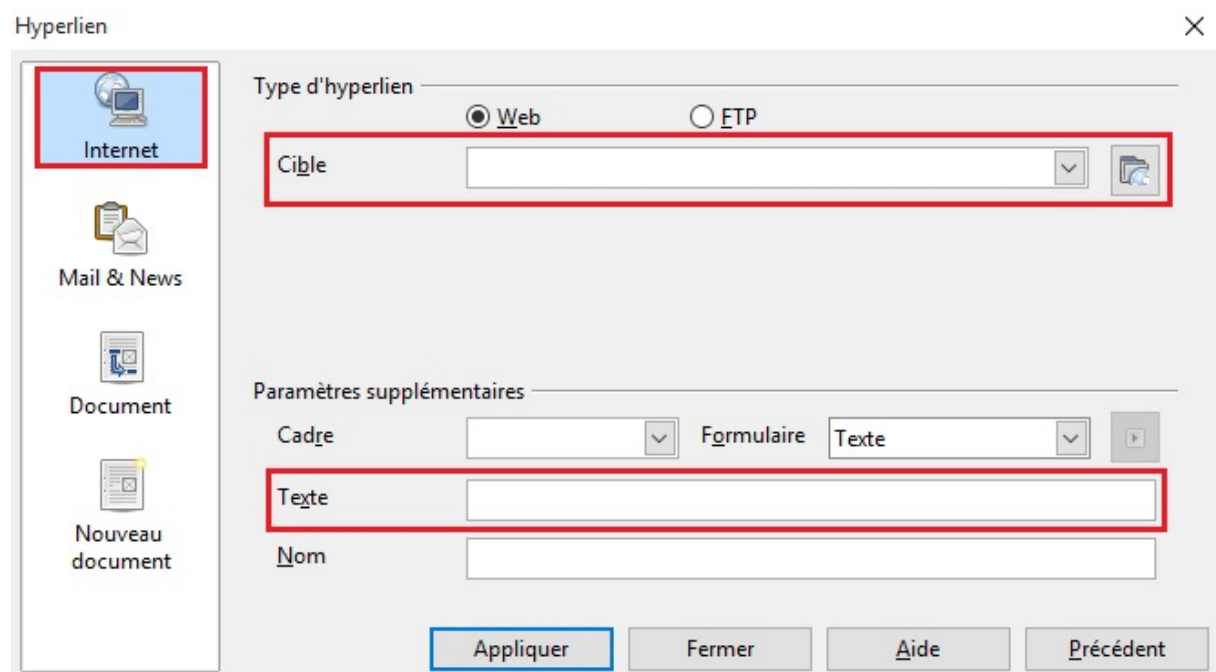 Hyperlien
Internet
Mail & News
Document
Nouveau
document
Type d'hyperlien
Web FTP
Cible
Paramètres supplémentaires
Cadre Formulaire Texte
Texte
Nom
Appliquer Fermer Aide Précédent